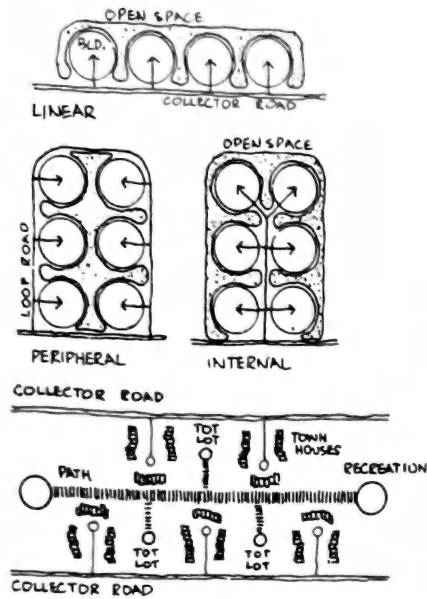 OPEN SPACE
BLD.
COLLECTOR ROAD
LINEAR
OPEN SPACE
LOOP ROAD
PERIPHERAL
INTERNAL
COLLECTOR ROAD
TOT
LOT
TOWN
HOUSES
PATH
RECREATION
TOT
LOT
TOT
LOT
COLLECTOR ROAD